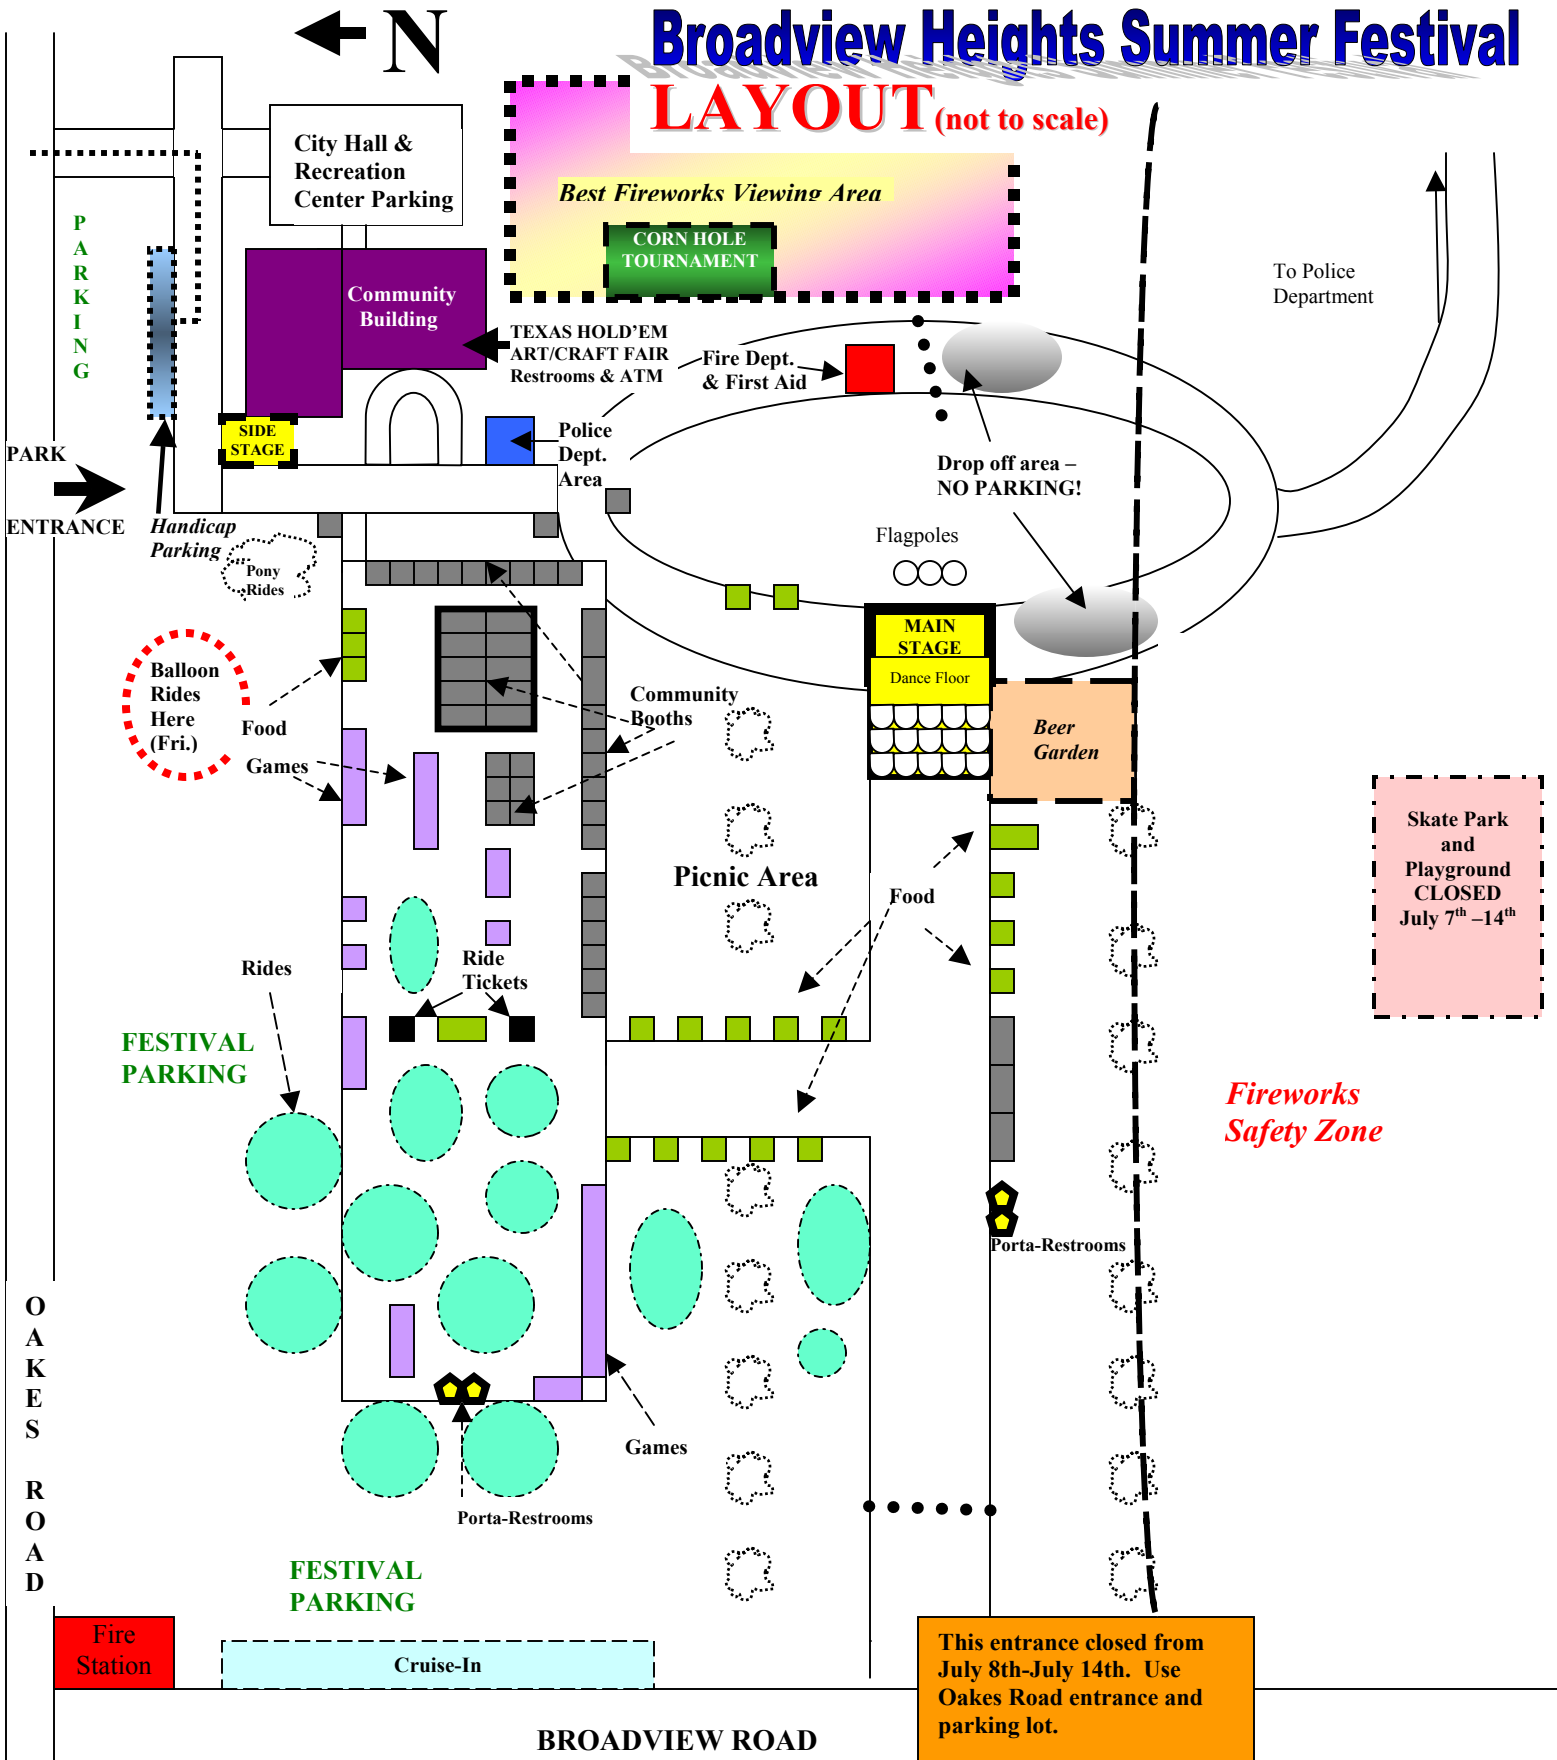 N
Broadview Heights Summer Festival
LAYOUT (not to scale)
City Hall &
Recreation
Center Parking
Best Fireworks Viewing Area
CORN HOLE
TOURNAMENT
PARKING
Community
Building
To Police
Department
TEXAS HOLD'EM
ART/CRAFT FAIR
Restrooms & ATM
Fire Dept.
& First Aid
SIDE
STAGE
Police
Dept.
Area
PARK
ENTRANCE
Drop off area –
NO PARKING!
Handicap
Parking
Flagpoles
Pony
Rides
MAIN
STAGE
Dance Floor
Balloon
Rides
Here
(Fri.)
Food
Games
Community
Booths
Beer
Garden
Skate Park
and
Playground
CLOSED
July 7th –14th
Picnic Area
Food
Rides
Ride
Tickets
FESTIVAL
PARKING
Fireworks
Safety Zone
Porta-Restrooms
OAKES ROAD
Games
Porta-Restrooms
FESTIVAL
PARKING
Fire
Station
Cruise-In
This entrance closed from
July 8th-July 14th. Use
Oakes Road entrance and
parking lot.
BROADVIEW ROAD